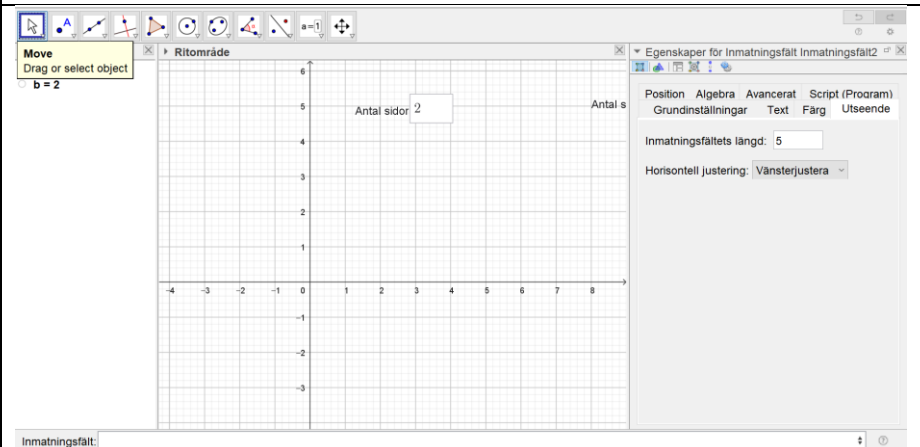 A
a=1
Move
Drag or select object
b = 2
Ritområde
Egenskaper för Inmatningsfält Inmatningsfält2
Position Algebra Avancerat Script (Program)
Grundinställningar Text Färg Utseende
Inmatningsfältets längd: 5
Horisontell justering: Vänsterjustera
Antal sidor 2
Antal s
6
5
4
3
2
1
0
−4 −3 −2 −1 0 1 2 3 4 5 6 7 8
−1
−2
−3
Inmatningsfält: